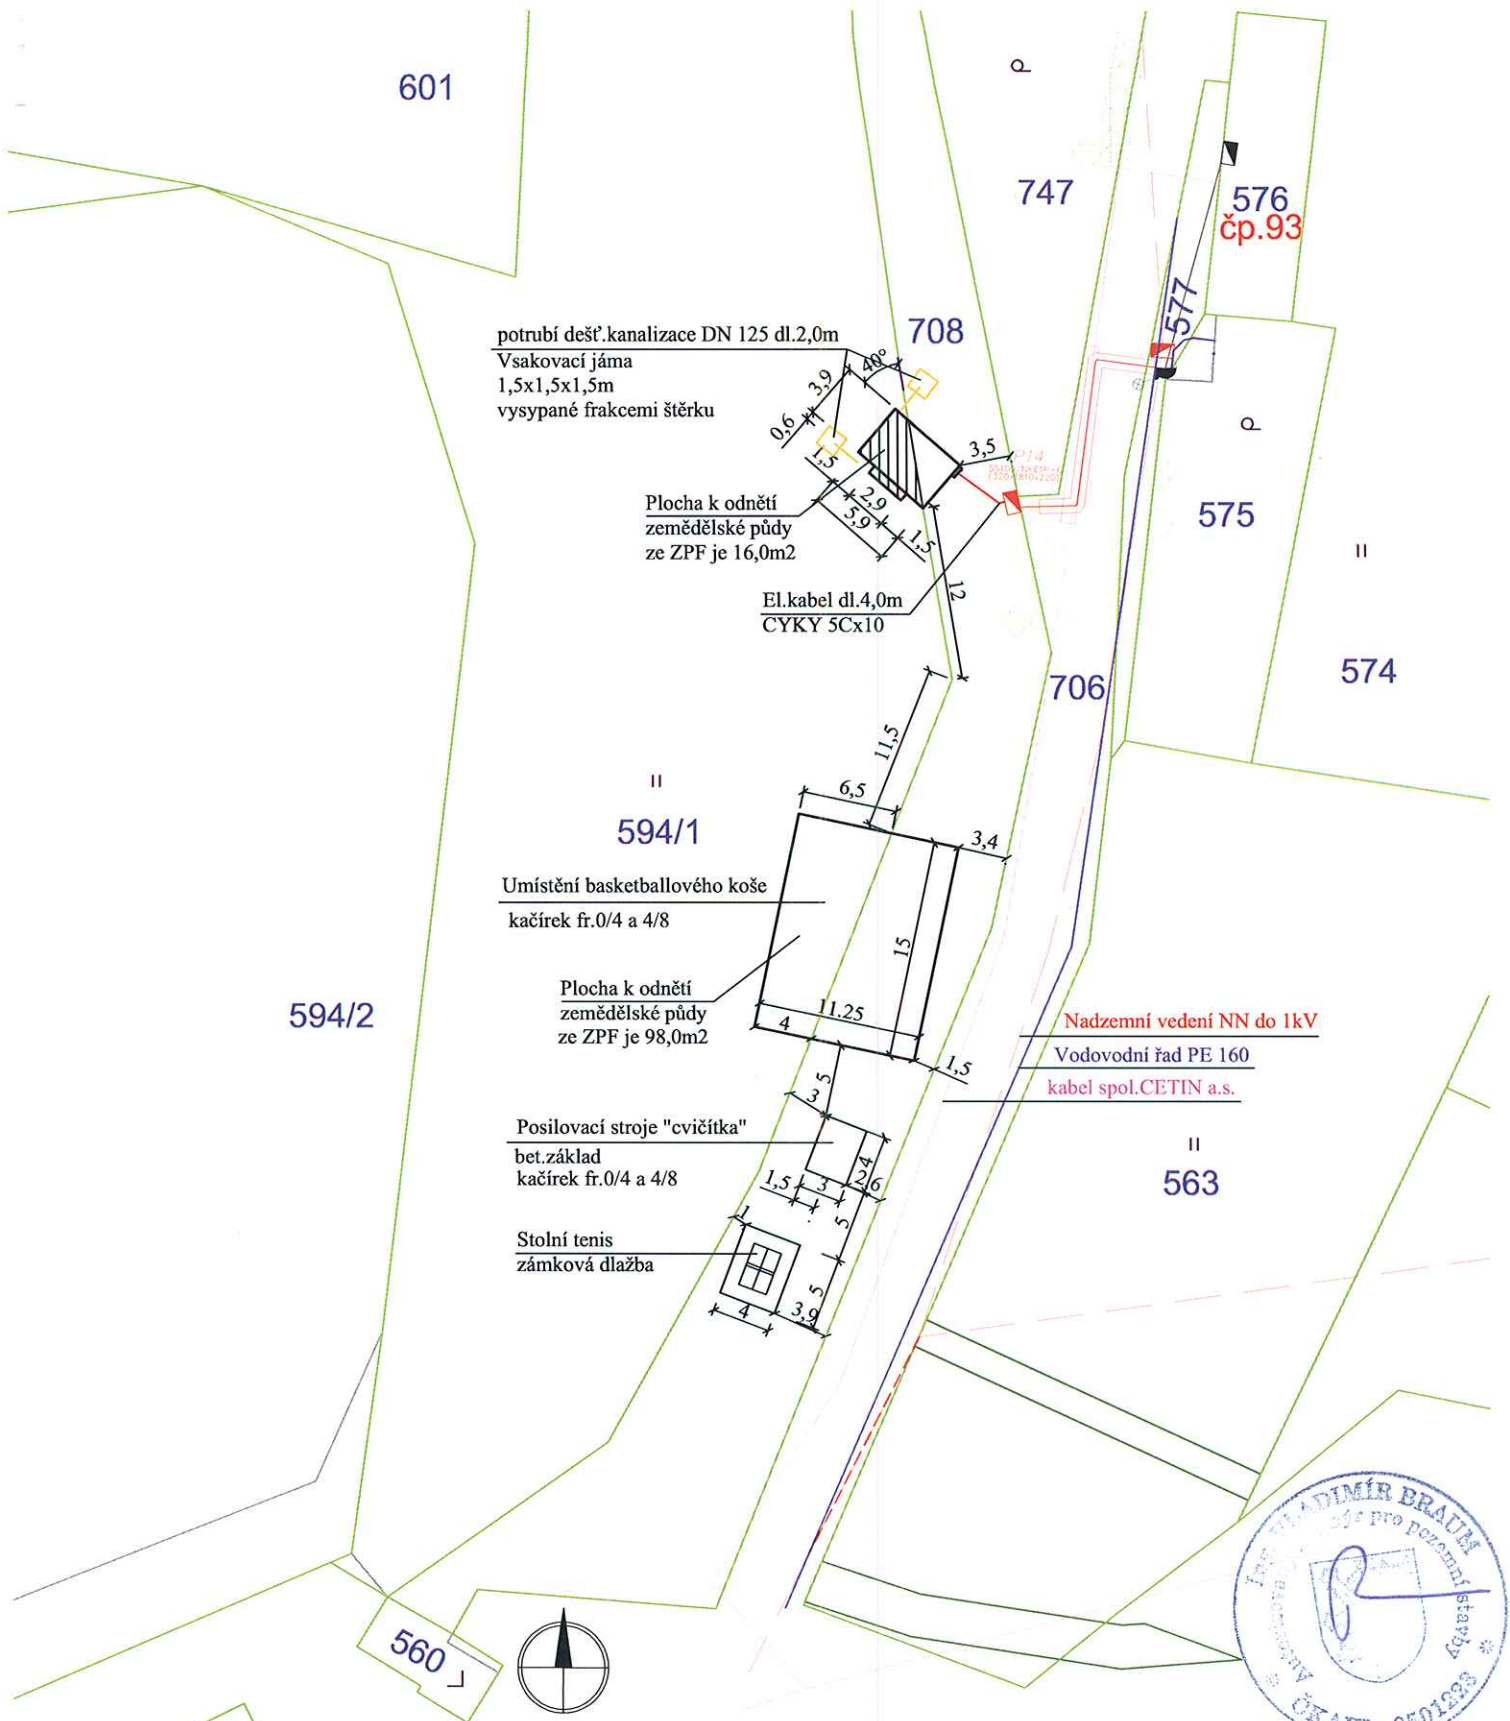 601
747
576
čp.93
577
708
potrubí dešť.kanalizace DN 125 dl.2,0m
Vsakovací jáma
1,5x1,5x1,5m
vysypané frakcemi štěrku
40°
3,9
0,6
1,5
2,9
5,9
1,5
3,5
P14
12
Plocha k odnětí
zemědělské půdy
ze ZPF je 16,0m2
El.kabel dl.4,0m
CYKY 5Cx10
575
574
706
11,5
6,5
3,4
594/1
Umístění basketballového koše
kačírek fr.0/4 a 4/8
15
Plocha k odnětí
zemědělské půdy
ze ZPF je 98,0m2
11.25
4
1,5
594/2
Nadzemní vedení NN do 1kV
Vodovodní řad PE 160
kabel spol.CETIN a.s.
5
3
Posilovací stroje "cvičítka"
bet.základ
kačírek fr.0/4 a 4/8
4
1,5
3
2,6
5
563
1
Stolní tenis
zámková dlažba
5
4
3,9
560
VLADIMÍR BRAUM
pro pozemní stavby